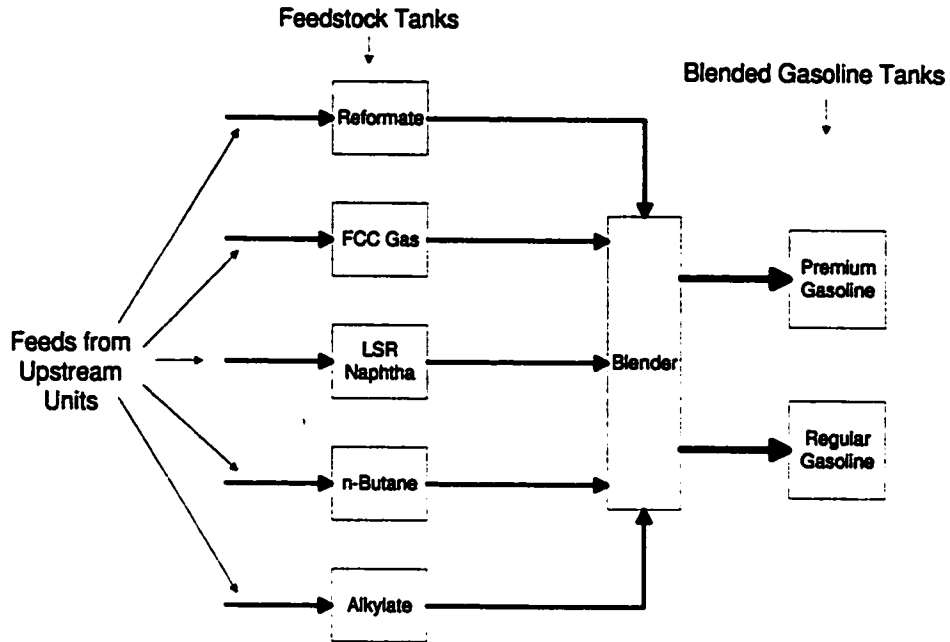 Feedstock Tanks
Blended Gasoline Tanks
Reformate
FCC Gas
LSR
Naphtha
n-Butane
Alkylate
Feeds from
Upstream
Units
Blender
Premium
Gasoline
Regular
Gasoline